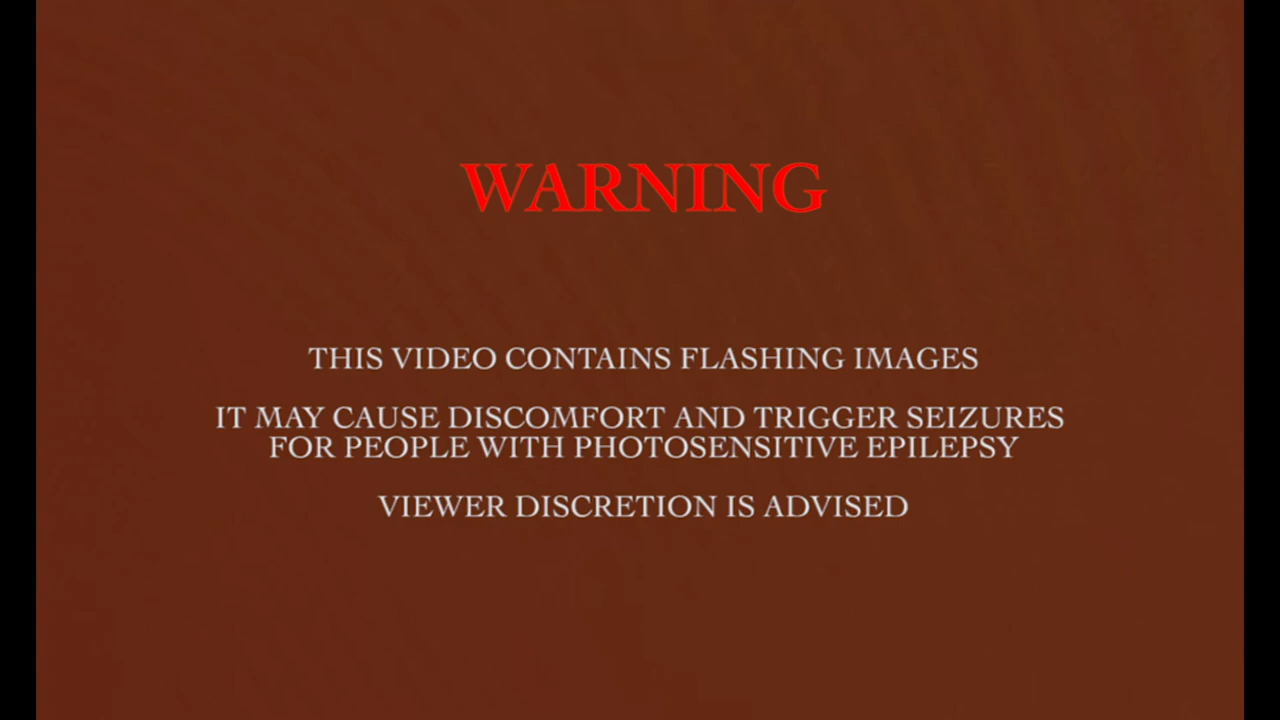 WARNING
THIS VIDEO CONTAINS FLASHING IMAGES
IT MAY CAUSE DISCOMFORT AND TRIGGER SEIZURES
FOR PEOPLE WITH PHOTOSENSITIVE EPILEPSY
VIEWER DISCRETION IS ADVISED